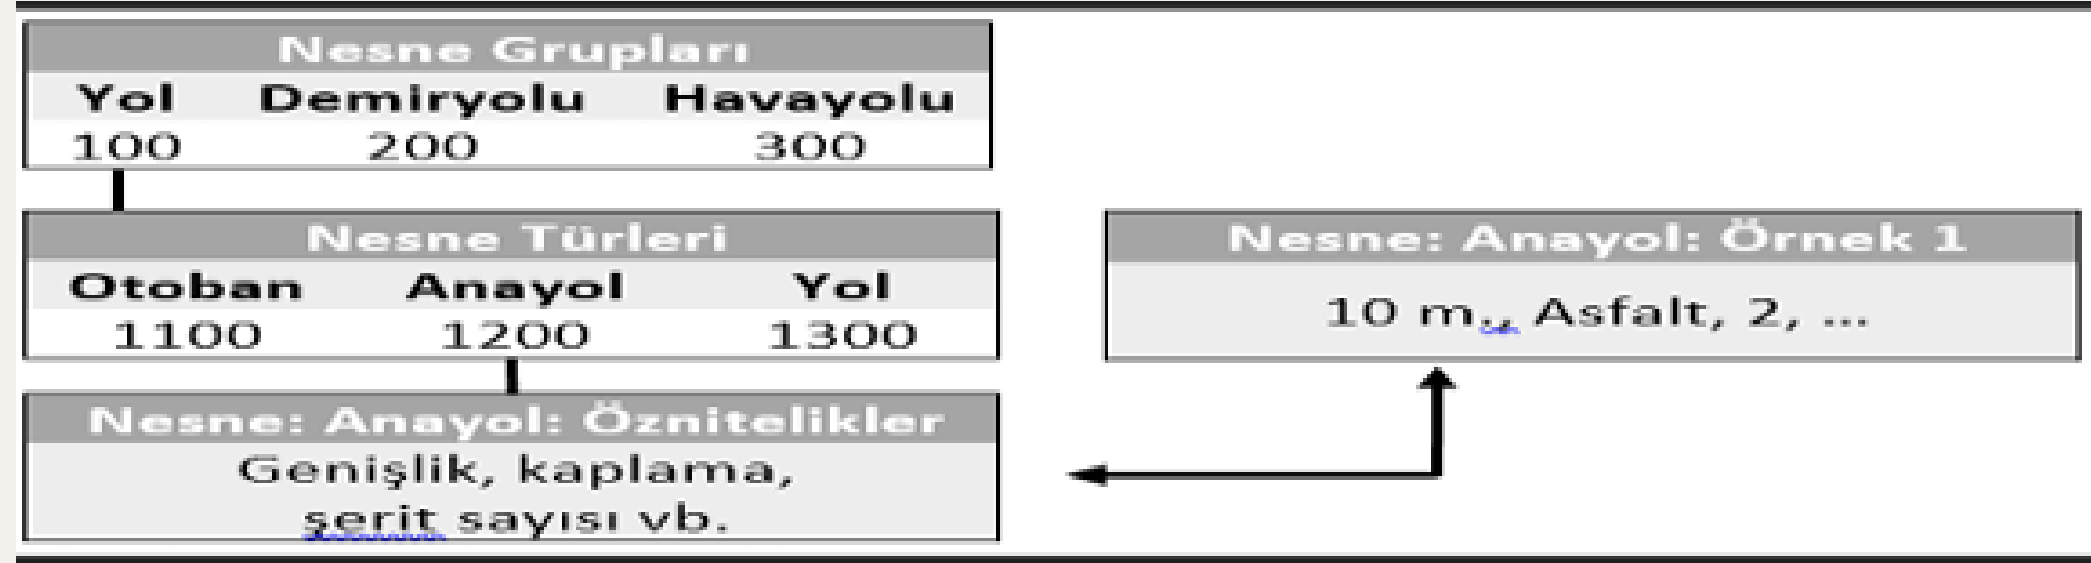 Nesne Grupları
Yol Demiryolu Havayolu
100 200 300
Nesne Türleri
Otoban Anayol Yol
1100 1200 1300
Nesne: Anayol: Öznitelikler
Genişlik, kaplama,
şerit sayısı vb.
Nesne: Anayol: Örnek 1
10 m., Asfalt, 2, ...